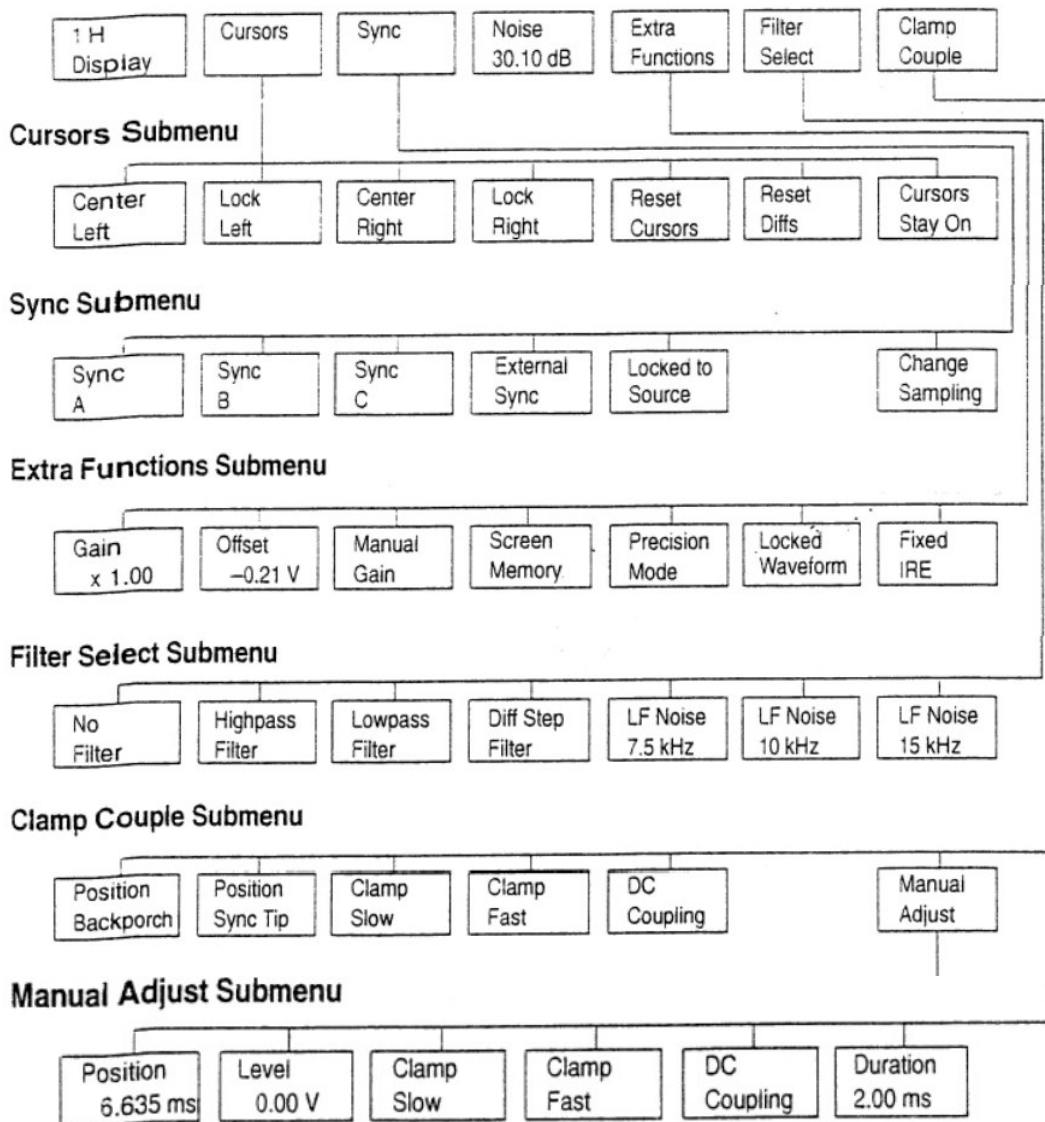 1 H
Display
Cursors
Sync
Noise
30.10 dB
Extra
Functions
Filter
Select
Clamp
Couple
Cursors Submenu
Center
Left
Lock
Left
Center
Right
Lock
Right
Reset
Cursors
Reset
Diffs
Cursors
Stay On
Sync Submenu
Sync
A
Sync
B
Sync
C
External
Sync
Locked to
Source
Change
Sampling
Extra Functions Submenu
Gain
x 1.00
Offset
–0.21 V
Manual
Gain
Screen
Memory
Precision
Mode
Locked
Waveform
Fixed
IRE
Filter Select Submenu
No
Filter
Highpass
Filter
Lowpass
Filter
Diff Step
Filter
LF Noise
7.5 kHz
LF Noise
10 kHz
LF Noise
15 kHz
Clamp Couple Submenu
Position
Backporch
Position
Sync Tip
Clamp
Slow
Clamp
Fast
DC
Coupling
Manual
Adjust
Manual Adjust Submenu
Position
6.635 ms
Level
0.00 V
Clamp
Slow
Clamp
Fast
DC
Coupling
Duration
2.00 ms